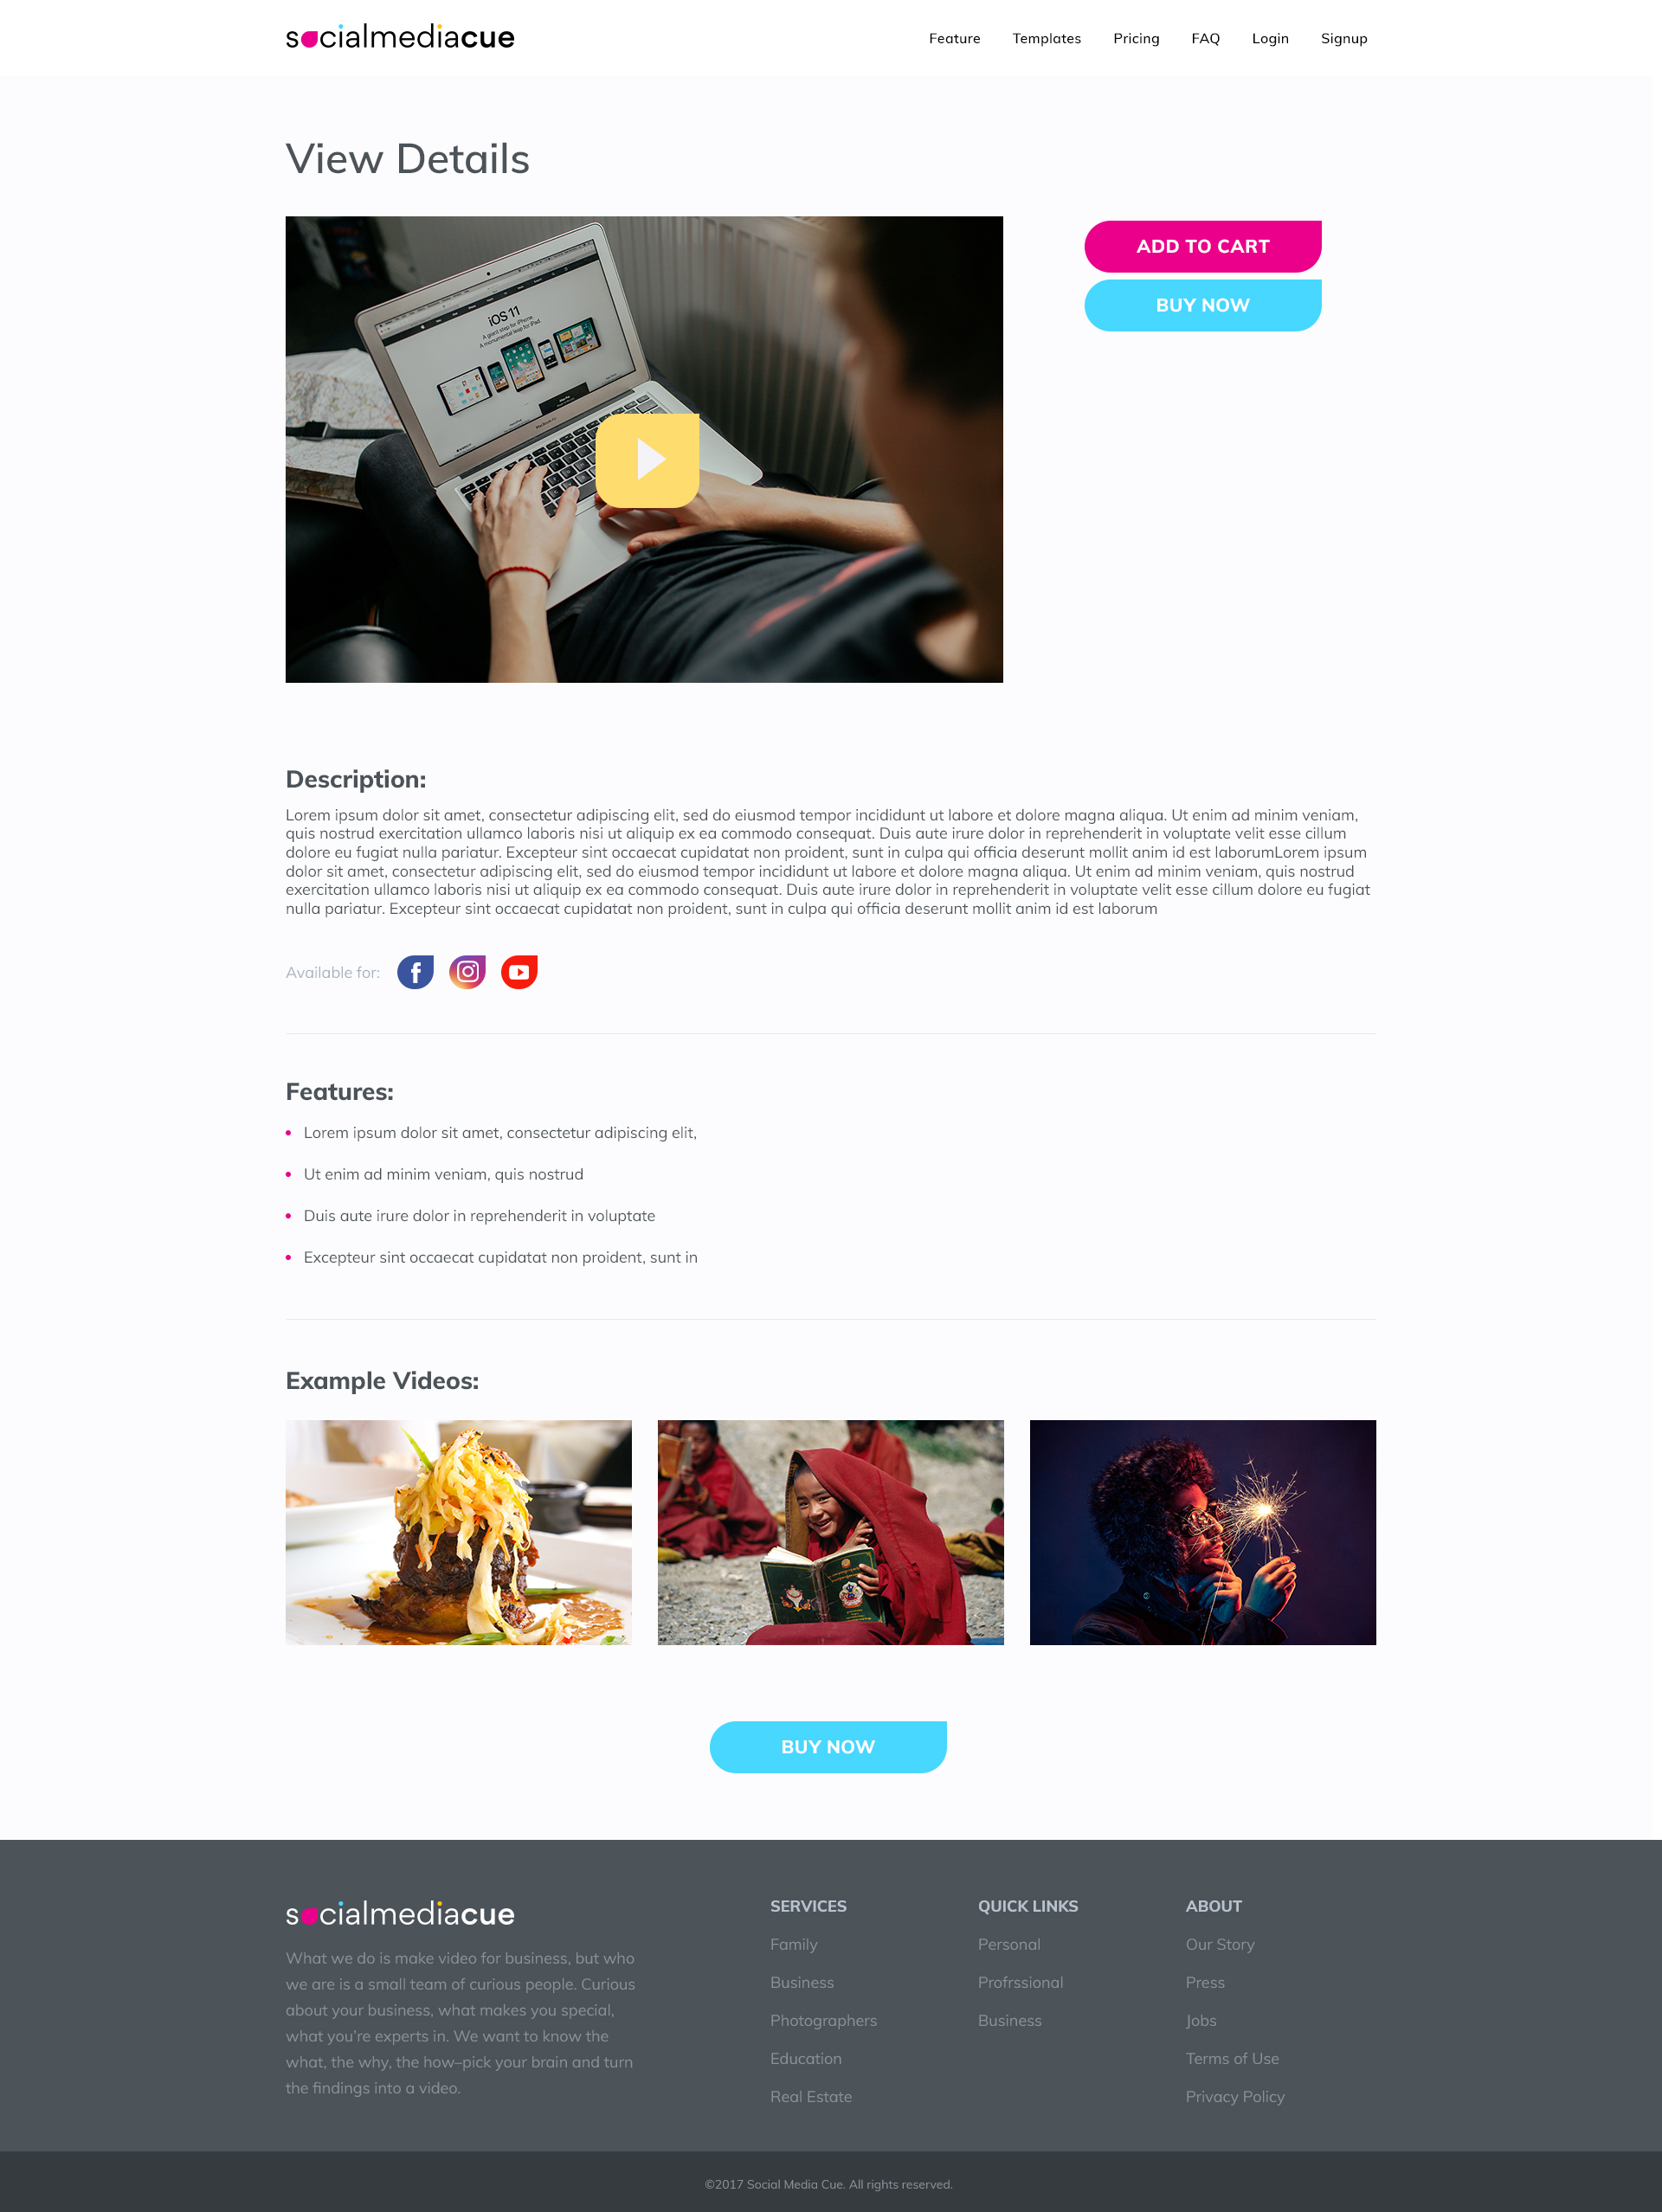 socialmediacue
Feature Templates Pricing FAQ Login Signup
View Details
iOS 11
A giant step for iPhone.
A monumental leap for iPad.
ADD TO CART
BUY NOW
Description:
Lorem ipsum dolor sit amet, consectetur adipiscing elit, sed do eiusmod tempor incididunt ut labore et dolore magna aliqua. Ut enim ad minim veniam,
quis nostrud exercitation ullamco laboris nisi ut aliquip ex ea commodo consequat. Duis aute irure dolor in reprehenderit in voluptate velit esse cillum
dolore eu fugiat nulla pariatur. Excepteur sint occaecat cupidatat non proident, sunt in culpa qui officia deserunt mollit anim id est laborumLorem ipsum
dolor sit amet, consectetur adipiscing elit, sed do eiusmod tempor incididunt ut labore et dolore magna aliqua. Ut enim ad minim veniam, quis nostrud
exercitation ullamco laboris nisi ut aliquip ex ea commodo consequat. Duis aute irure dolor in reprehenderit in voluptate velit esse cillum dolore eu fugiat
nulla pariatur. Excepteur sint occaecat cupidatat non proident, sunt in culpa qui officia deserunt mollit anim id est laborum
Available for:
Features:
Lorem ipsum dolor sit amet, consectetur adipiscing elit,
Ut enim ad minim veniam, quis nostrud
Duis aute irure dolor in reprehenderit in voluptate
Excepteur sint occaecat cupidatat non proident, sunt in
Example Videos:
BUY NOW
socialmediacue
What we do is make video for business, but who
we are is a small team of curious people. Curious
about your business, what makes you special,
what you're experts in. We want to know the
what, the why, the how–pick your brain and turn
the findings into a video.
SERVICES
Family
Business
Photographers
Education
Real Estate
QUICK LINKS
Personal
Profrssional
Business
ABOUT
Our Story
Press
Jobs
Terms of Use
Privacy Policy
©2017 Social Media Cue. All rights reserved.